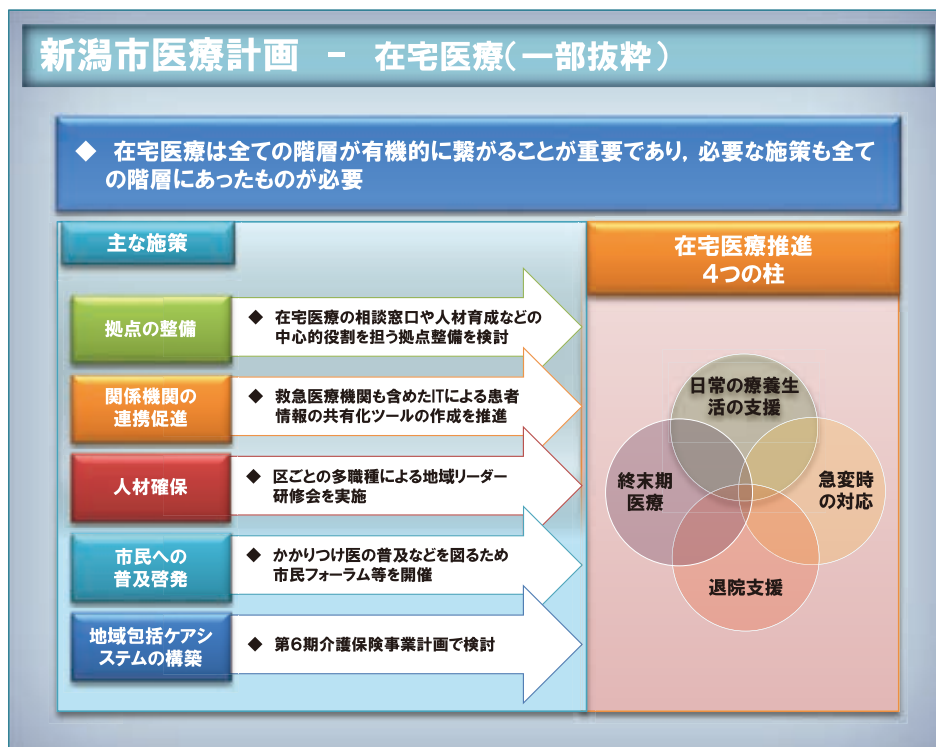 新潟市医療計画 － 在宅医療（一部抜粋）
◆ 在宅医療は全ての階層が有機的に繋がることが重要であり，必要な施策も全て
の階層にあったものが必要
主な施策
拠点の整備
◆ 在宅医療の相談窓口や人材育成などの
中心的役割を担う拠点整備を検討
関係機関の
連携促進
◆ 救急医療機関も含めたITによる患者
情報の共有化ツールの作成を推進
人材確保
◆ 区ごとの多職種による地域リーダー
研修会を実施
市民への
普及啓発
◆ かかりつけ医の普及などを図るため
市民フォーラム等を開催
地域包括ケアシ
ステムの構築
◆ 第6期介護保険事業計画で検討
在宅医療推進
4つの柱
日常の療養生
活の支援
終末期
医療
急変時
の対応
退院支援